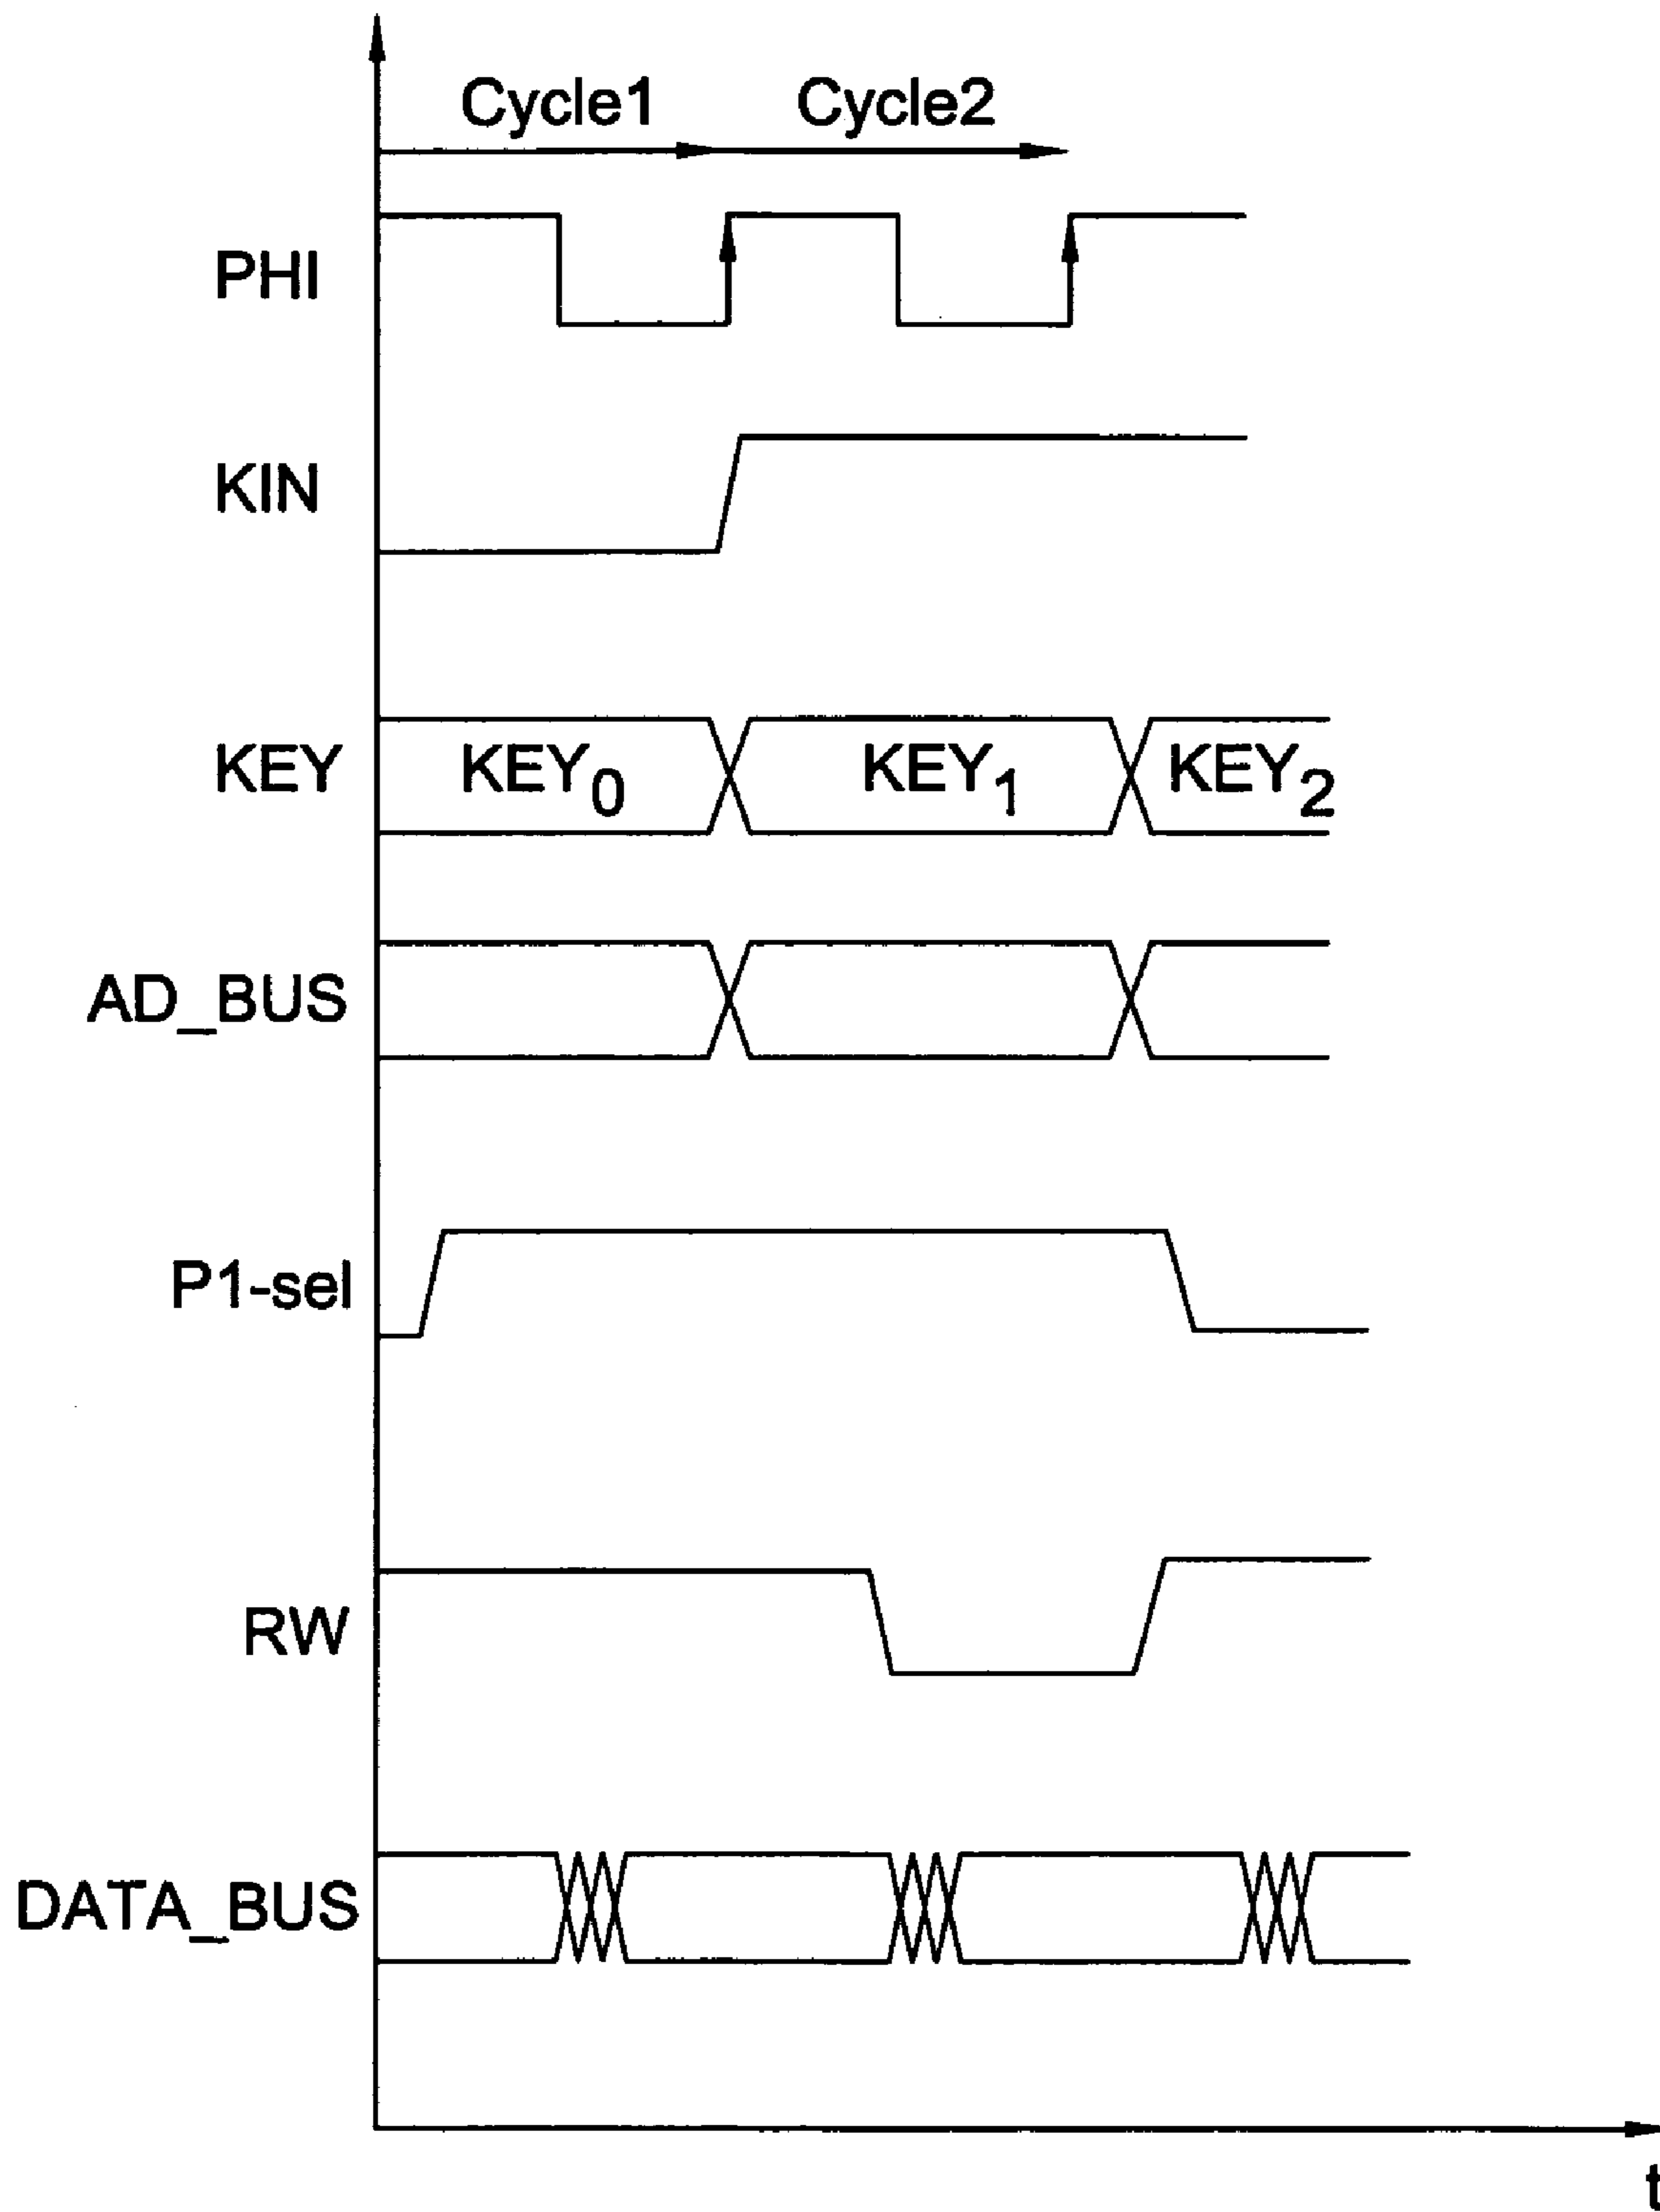 Cycle1 Cycle2
PHI
KIN
KEY KEY0 KEY1 KEY2
AD_BUS
P1-sel
RW
DATA_BUS
t